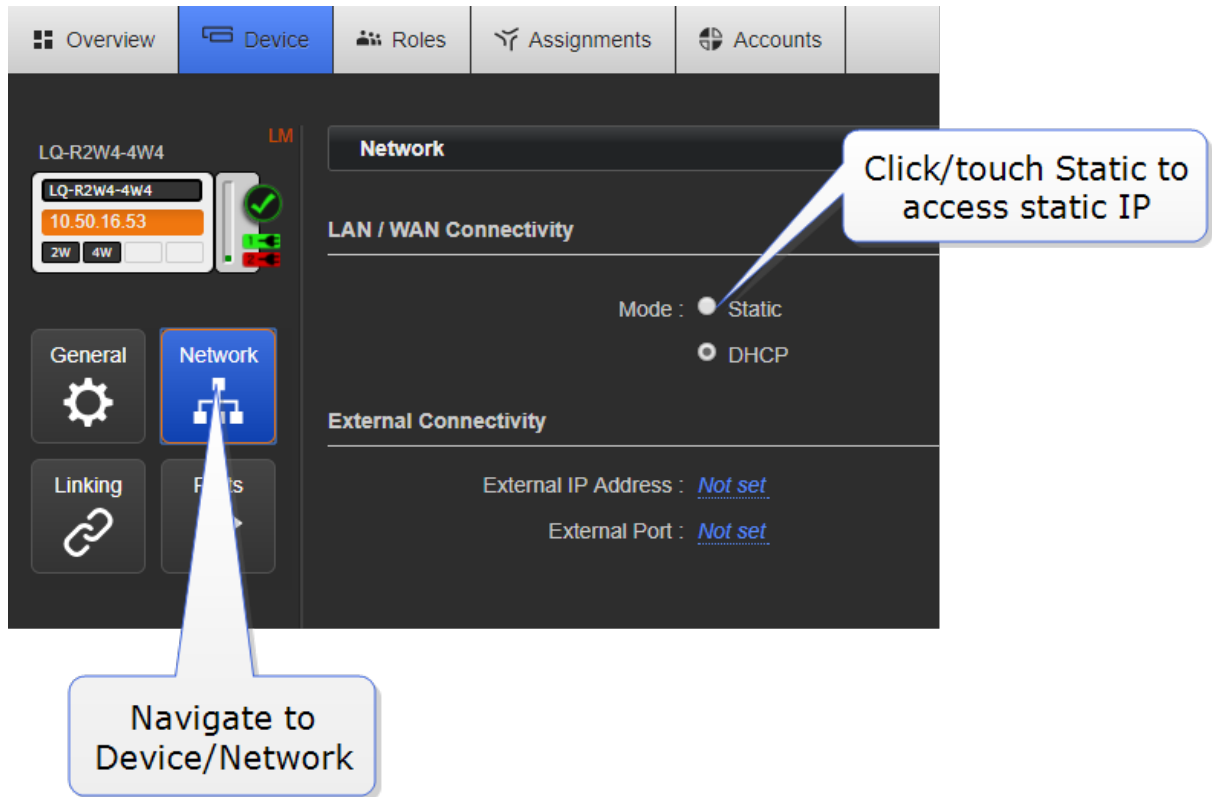 Overview Device Roles Assignments Accounts
LM
LQ-R2W4-4W4
LQ-R2W4-4W4
10.50.16.53
2W 4W
1
2
General Network
Linking
Network
LAN / WAN Connectivity
Mode : Static
DHCP
External Connectivity
External IP Address : Not set
External Port : Not set
Click/touch Static to
access static IP
Navigate to
Device/Network